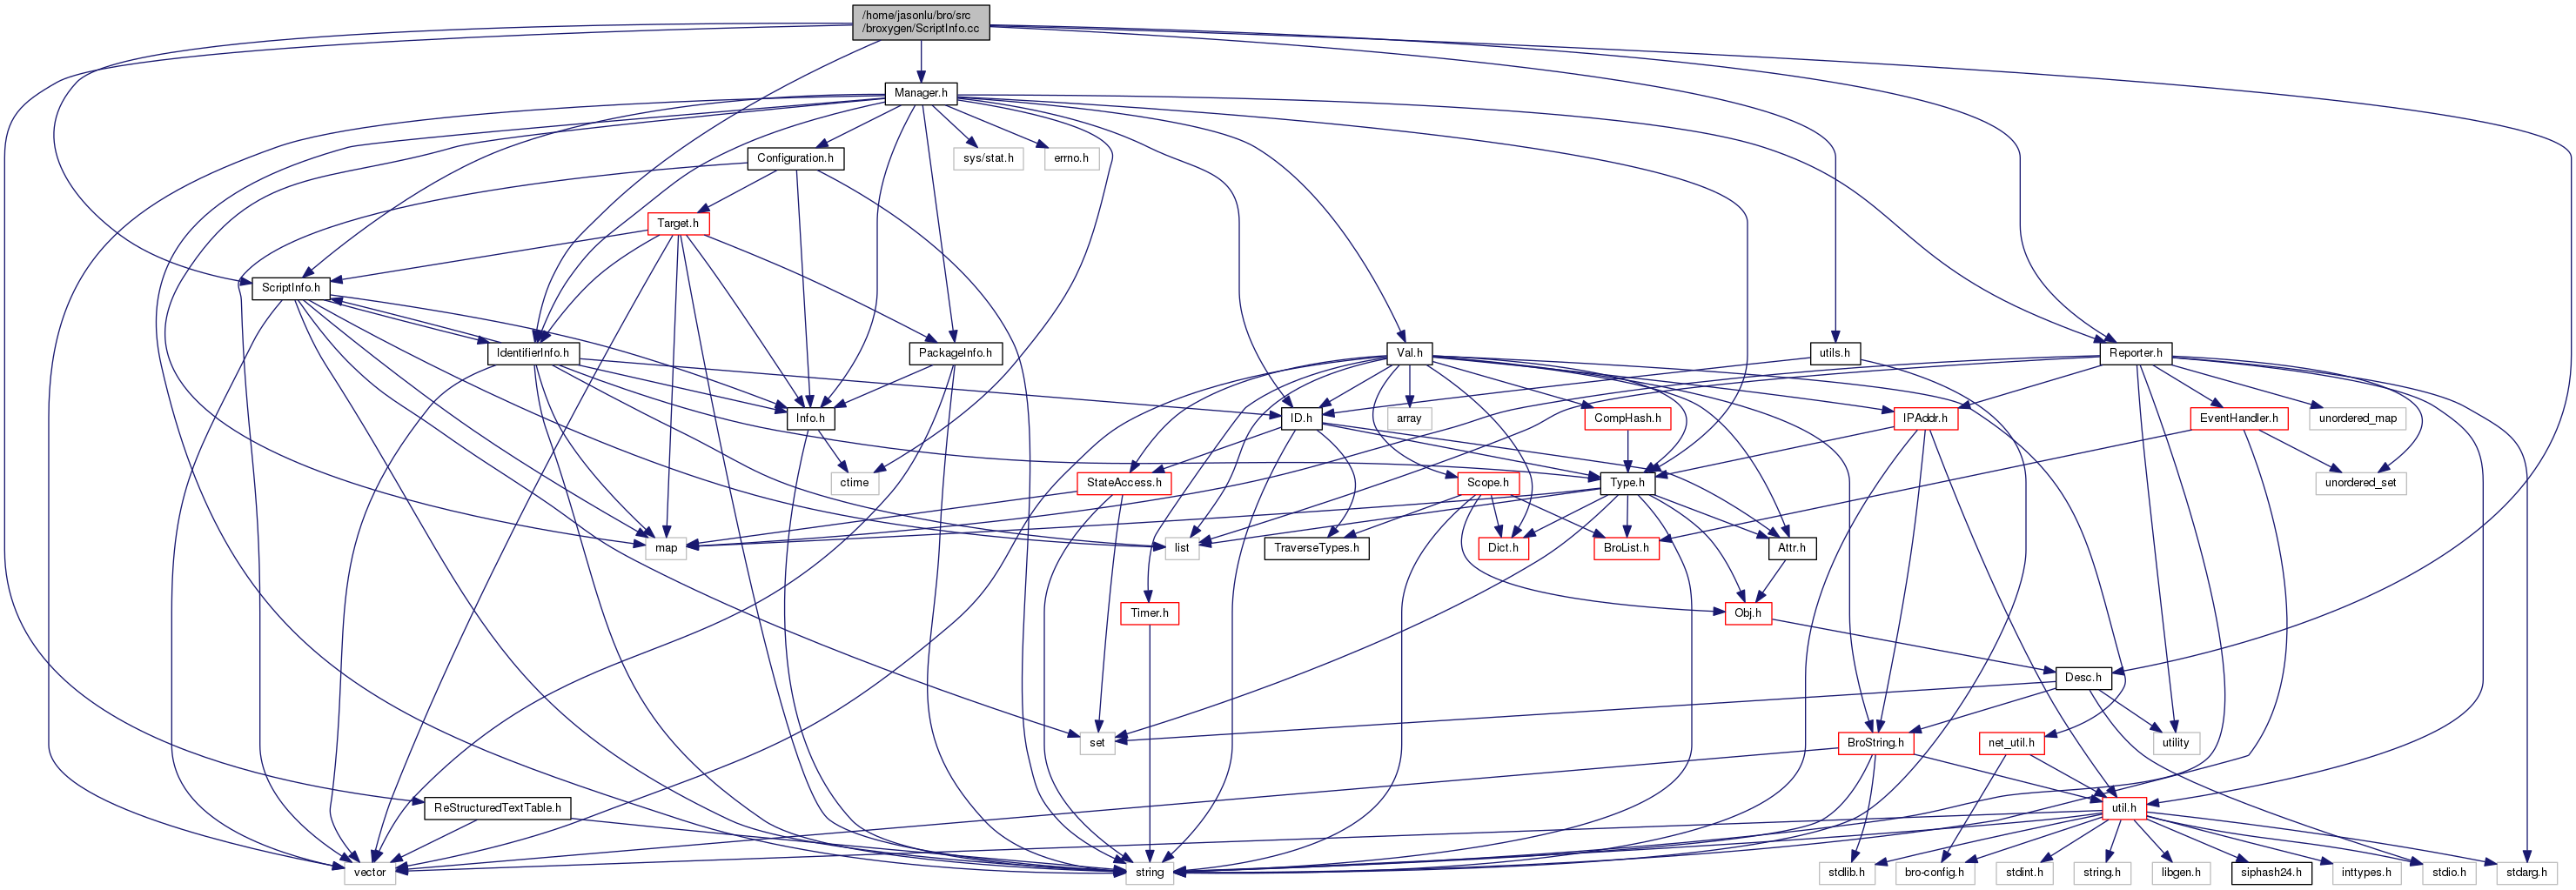 /home/jasonlu/bro/src
/broxygen/ScriptInfo.cc
Manager.h
Configuration.h
sys/stat.h
errno.h
Target.h
ScriptInfo.h
IdentifierInfo.h
PackageInfo.h
Val.h
utils.h
Reporter.h
Info.h
ID.h
array
CompHash.h
IPAddr.h
EventHandler.h
unordered_map
ctime
StateAccess.h
Scope.h
Type.h
unordered_set
map
list
TraverseTypes.h
Dict.h
BroList.h
Attr.h
Timer.h
Obj.h
Desc.h
set
BroString.h
net_util.h
utility
ReStructuredTextTable.h
util.h
vector
string
stdlib.h
bro-config.h
stdint.h
string.h
libgen.h
siphash24.h
inttypes.h
stdio.h
stdarg.h